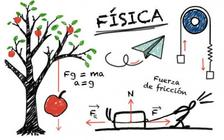 FÍSICA
Fg = ma
a = g
Fuerza
de fricción
N